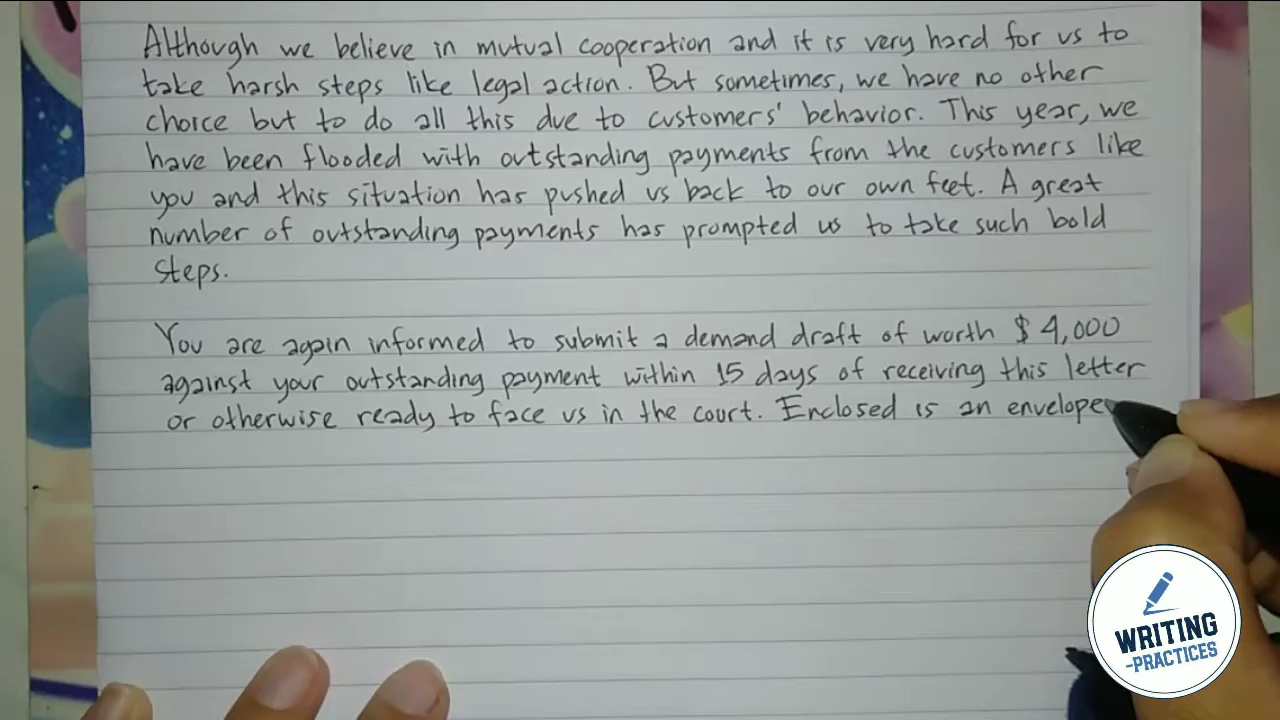 Although we believe in mutual cooperation and it is very hard for us to
take harsh steps like legal action. But sometimes, we have no other
choice but to do all this due to customers' behavior. This year, we
have been flooded with outstanding payments from the customers like
you and this situation has pushed us back to our own feet. A great
number of outstanding payments has prompted us to take such bold
steps.
You are again informed to submit a demand draft of worth $ 4,000
against your outstanding payment within 15 days of receiving this letter
or otherwise ready to face us in the court. Enclosed is an envelope
WRITING
-PRACTICES